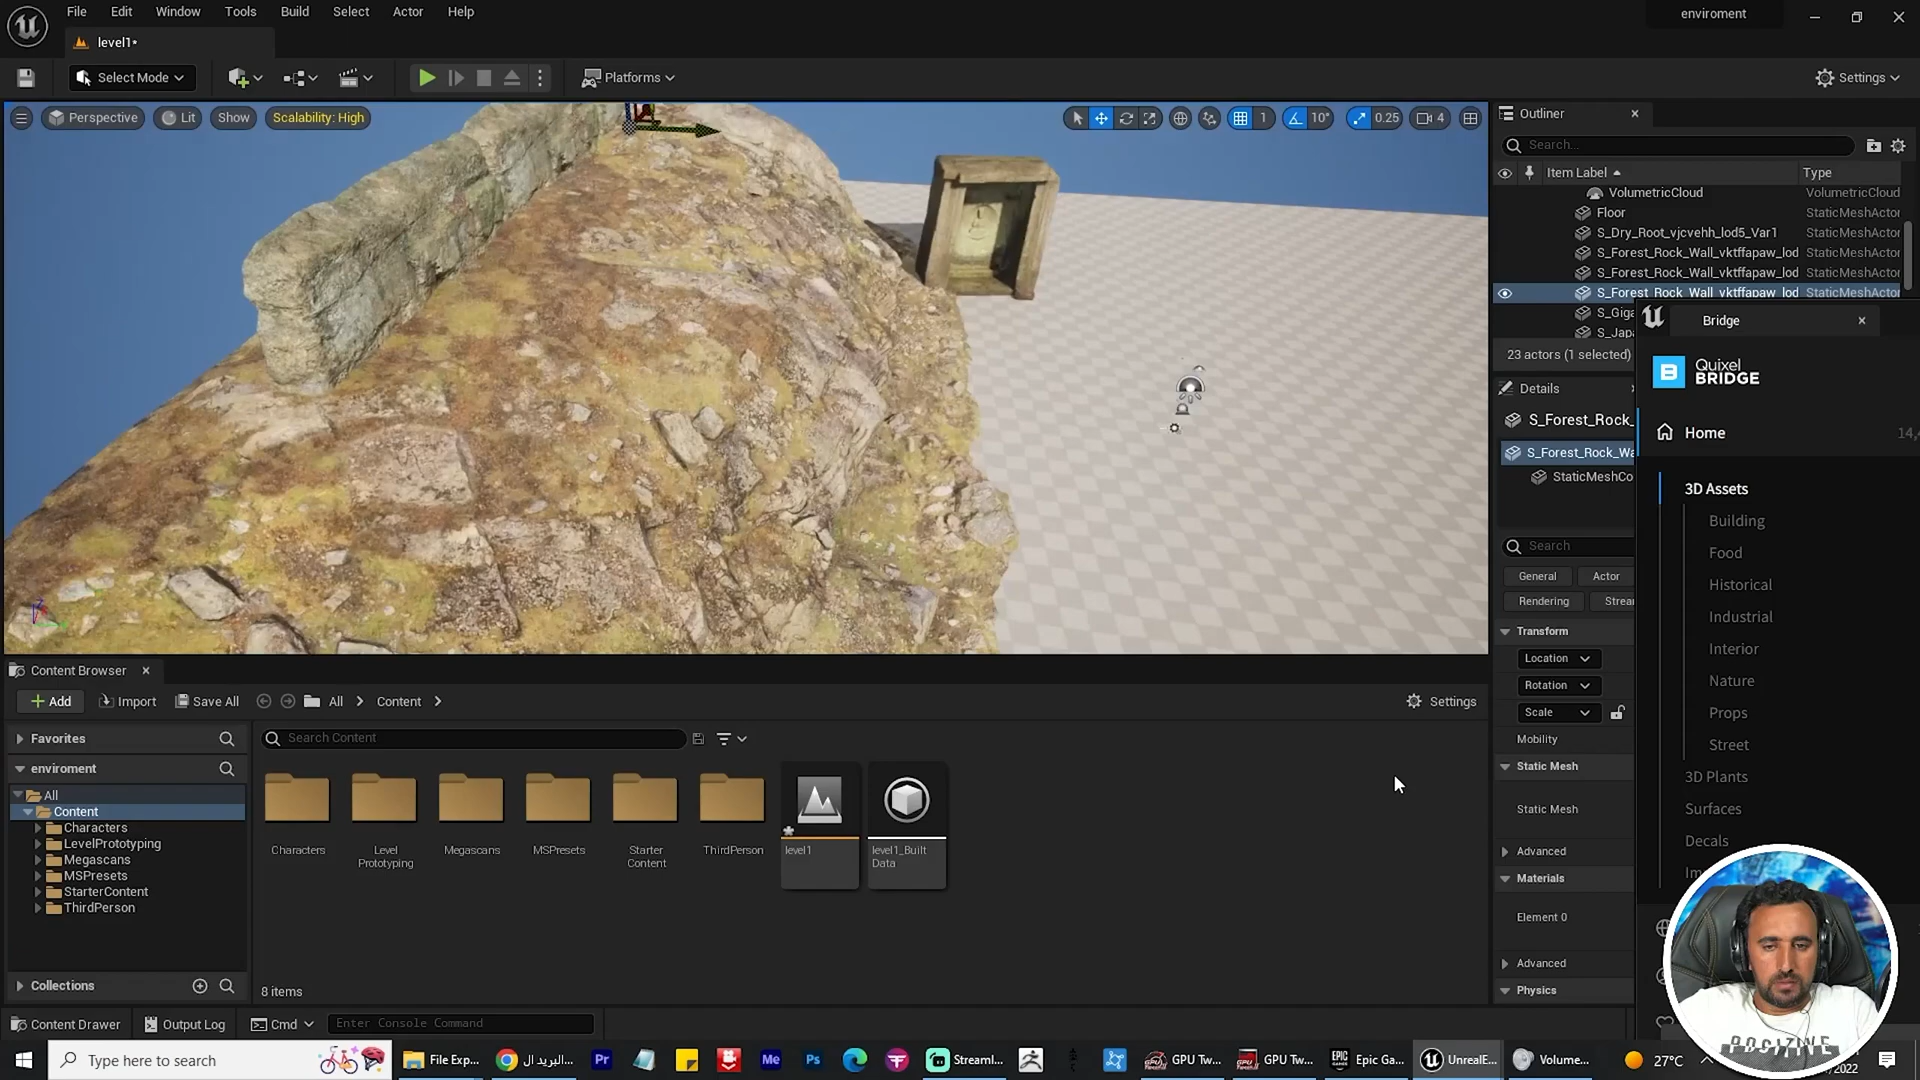 File Edit Window Tools Build Select Actor Help
enviroment
level1*
Select Mode
Platforms
Settings
Perspective Lit Show Scalability: High
1 10° 0.25 4
Outliner
Search...
Item Label Type
VolumetricCloud VolumetricCloud
Floor StaticMeshActor
S_Dry_Root_vjcvehh_lod5_Var1 StaticMeshActor
S_Forest_Rock_Wall_vktffapaw_lod StaticMeshActor
S_Forest_Rock_Wall_vktffapaw_lod StaticMeshActor
S_Forest_Rock_Wall_vktffapaw_lod StaticMeshActor
S_Giga
S_Jap
23 actors (1 selected)
Details
S_Forest_Rock_
S_Forest_Rock_Wa
StaticMeshCo
Search
General Actor
Rendering Strea
Transform
Location
Rotation
Scale
Mobility
Static Mesh
Static Mesh
Advanced
Materials
Element 0
Advanced
Physics
Bridge
Quixel
BRIDGE
Home 14,
3D Assets
Building
Food
Historical
Industrial
Interior
Nature
Props
Street
3D Plants
Surfaces
Decals
Content Browser
Add Import Save All All Content Settings
Favorites
Search Content
enviroment
All
Content
Characters
LevelPrototyping
Megascans
MSPresets
StarterContent
ThirdPerson
Collections
Characters
Level
Prototyping
Megascans
MSPresets
Starter
Content
ThirdPerson
level1
level1_Built
Data
8 items
Content Drawer Output Log Cmd Enter Console Command
POSITIVE
Type here to search
File Exp...
البريد ال...
Pr
Me
Ps
Streaml...
GPU Tw...
GPU Tw...
Epic Ga...
UnrealE...
Volume...
27°C
/2022